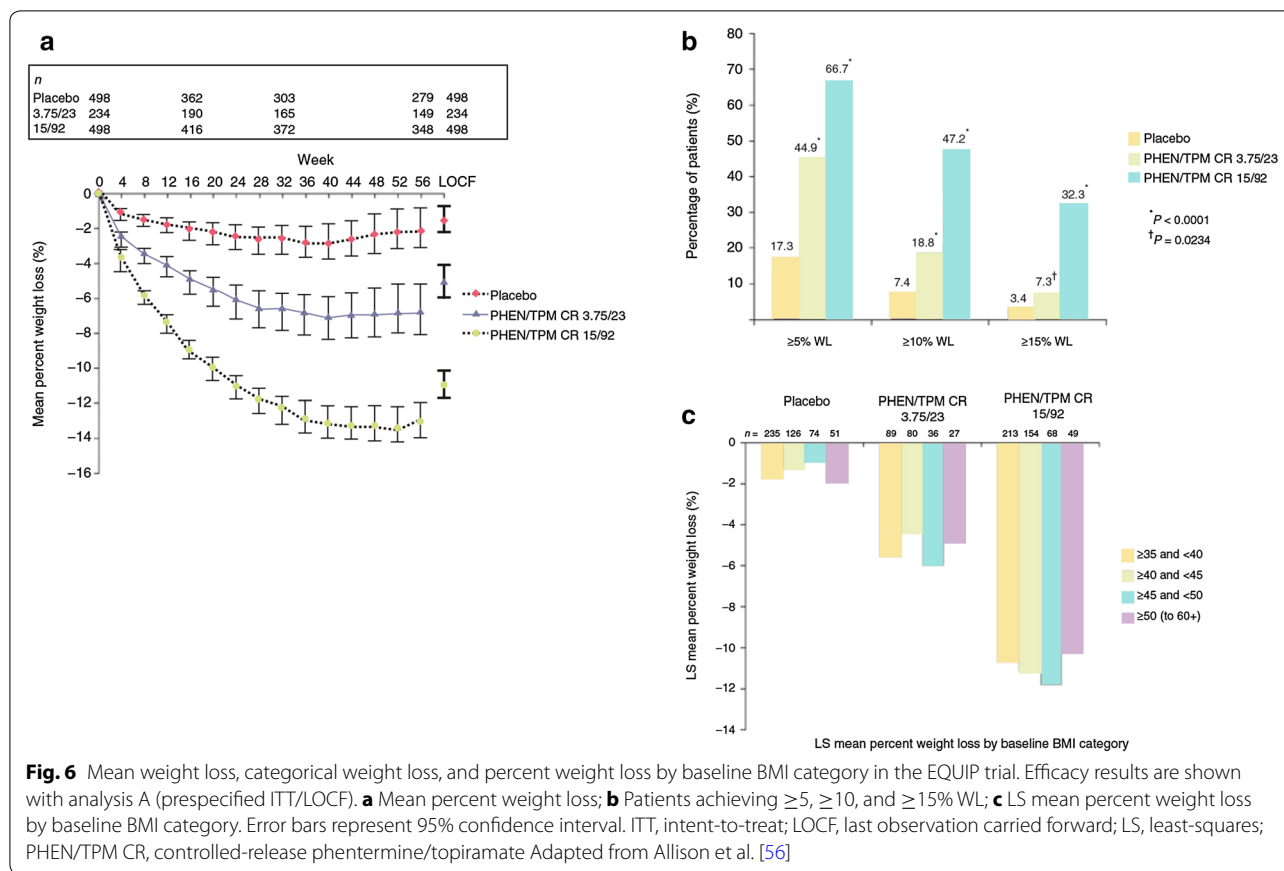 a
n
Placebo 498 362 303 279 498
3.75/23 234 190 165 149 234
15/92 498 416 372 348 498
Week
0 4 8 12 16 20 24 28 32 36 40 44 48 52 56 LOCF
0
−2
−4
−6
−8
−10
−12
−14
−16
Mean percent weight loss (%)
Placebo
PHEN/TPM CR 3.75/23
PHEN/TPM CR 15/92
b
80
70
60
50
40
30
20
10
Percentage of patients (%)
17.3
44.9*
66.7*
7.4
18.8*
47.2*
3.4
7.3†
32.3*
≥5% WL ≥10% WL ≥15% WL
Placebo
PHEN/TPM CR 3.75/23
PHEN/TPM CR 15/92
*P < 0.0001
†P = 0.0234
c
Placebo
PHEN/TPM CR
3.75/23
PHEN/TPM CR
15/92
n = 235 126 74 51 89 80 36 27 213 154 68 49
0
−2
−4
−6
−8
−10
−12
−14
LS mean percent weight loss (%)
≥35 and <40
≥40 and <45
≥45 and <50
≥50 (to 60+)
LS mean percent weight loss by baseline BMI category
Fig. 6 Mean weight loss, categorical weight loss, and percent weight loss by baseline BMI category in the EQUIP trial. Efficacy results are shown
with analysis A (prespecified ITT/LOCF). a Mean percent weight loss; b Patients achieving ≥5, ≥10, and ≥15% WL; c LS mean percent weight loss
by baseline BMI category. Error bars represent 95% confidence interval. ITT, intent-to-treat; LOCF, last observation carried forward; LS, least-squares;
PHEN/TPM CR, controlled-release phentermine/topiramate Adapted from Allison et al. [56]